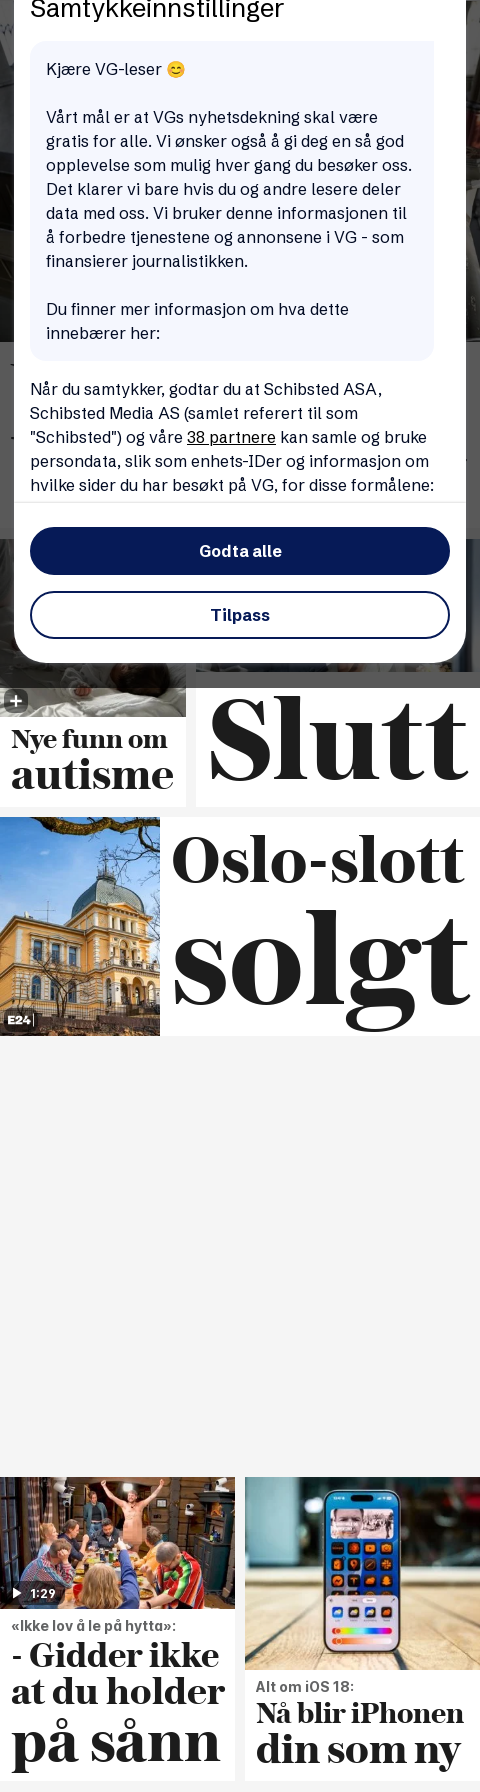 Samtykkeinnstillinger
Kjære VG-leser 😊
Vårt mål er at VGs nyhetsdekning skal være
gratis for alle. Vi ønsker også å gi deg en så god
opplevelse som mulig hver gang du besøker oss.
Det klarer vi bare hvis du og andre lesere deler
data med oss. Vi bruker denne informasjonen til
å forbedre tjenestene og annonsene i VG - som
finansierer journalistikken.
Du finner mer informasjon om hva dette
innebærer her:
Når du samtykker, godtar du at Schibsted ASA,
Schibsted Media AS (samlet referert til som
"Schibsted") og våre 38 partnere kan samle og bruke
persondata, slik som enhets-IDer og informasjon om
hvilke sider du har besøkt på VG, for disse formålene:
Godta alle
Tilpass
Nye funn om
autisme
Slutt
E24
Oslo-slott
solgt
1:29
«Ikke lov å le på hytta»:
- Gidder ikke
at du holder
på sånn
Alt om iOS 18:
Nå blir iPhonen
din som ny